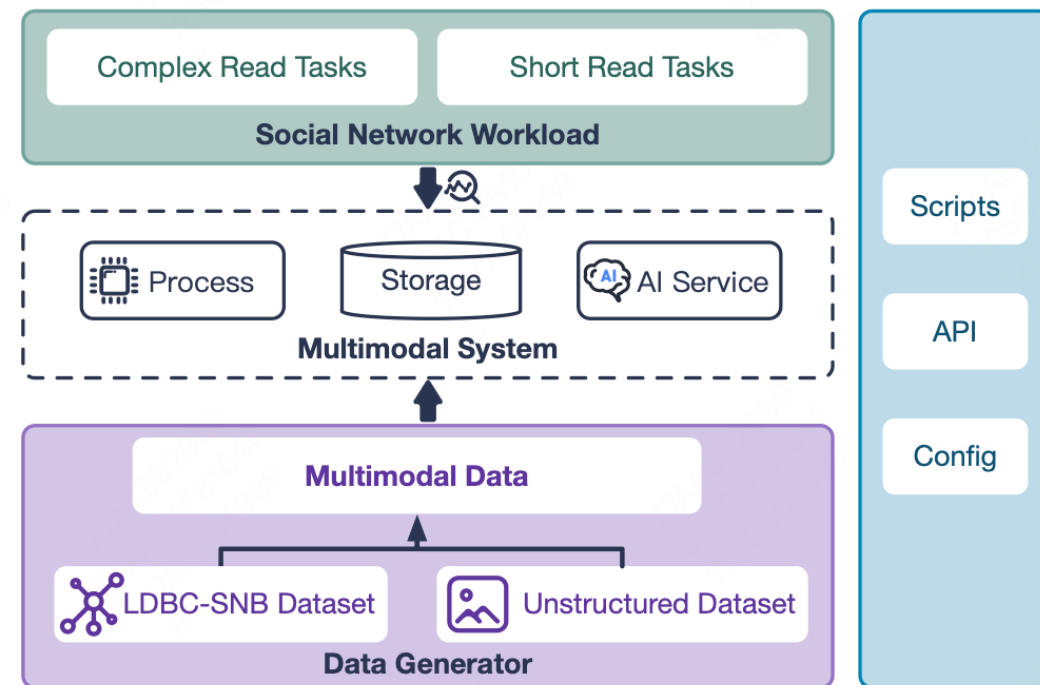 Complex Read Tasks
Short Read Tasks
Social Network Workload
Process
Storage
AI
AI Service
Multimodal System
Multimodal Data
LDBC-SNB Dataset
Unstructured Dataset
Data Generator
Scripts
API
Config